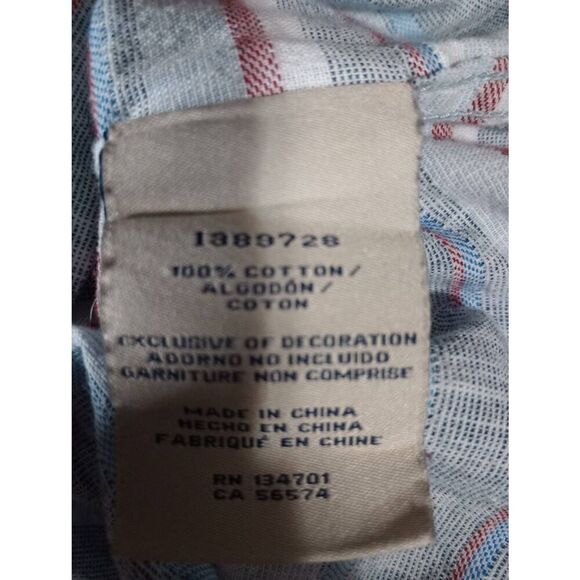 1389728
100% COTTON/
ALGODÓN/
COTON
EXCLUSIVE OF DECORATION
ADORNO NO INCLUIDO
GARNITURE NON COMPRISE
MADE IN CHINA
HECHO EN CHINA
FABRIQUÉ EN CHINE
RN 134701
CA 56574